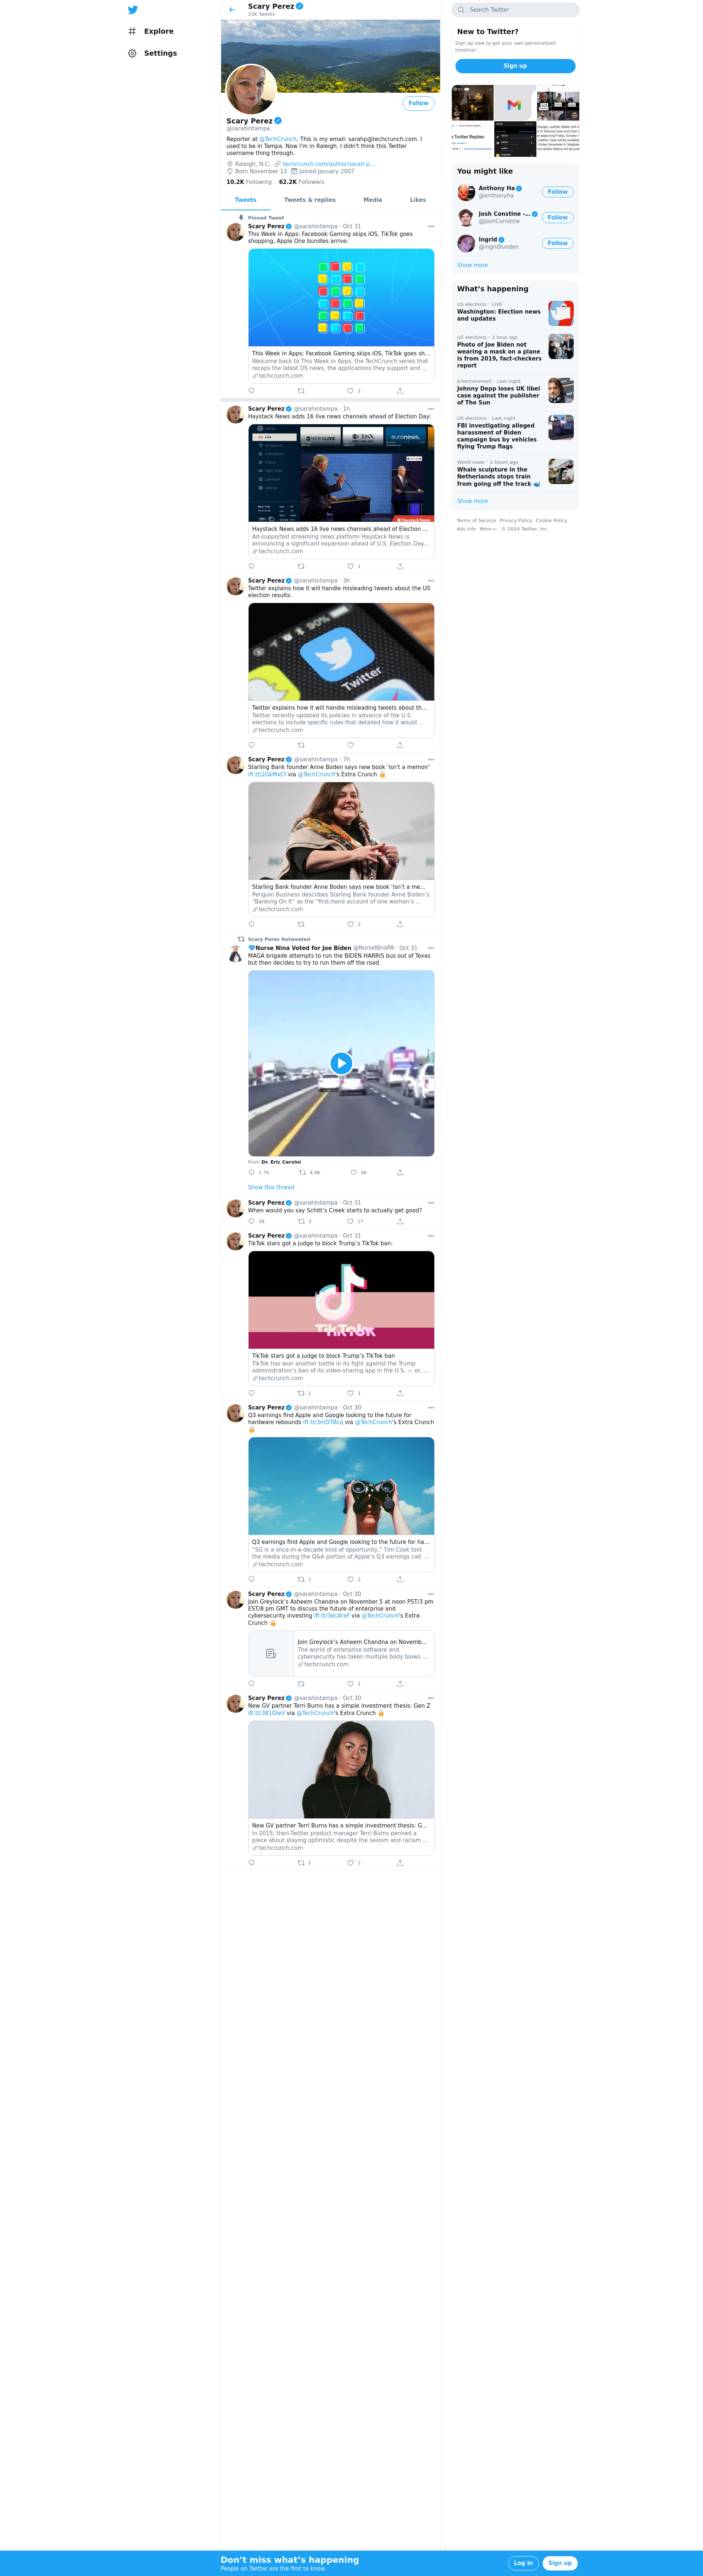 Explore
Settings
Scary Perez
33K Tweets
Follow
Scary Perez
@sarahintampa
Reporter at @TechCrunch. This is my email: sarahp@techcrunch.com. I
used to be in Tampa. Now I'm in Raleigh. I didn't think this Twitter
username thing through.
Raleigh, N.C. techcrunch.com/author/sarah-p…
Born November 13 Joined January 2007
10.2K Following 62.2K Followers
Tweets Tweets & replies Media Likes
Pinned Tweet
Scary Perez @sarahintampa · Oct 31
This Week in Apps: Facebook Gaming skips iOS, TikTok goes
shopping, Apple One bundles arrive:
This Week in Apps: Facebook Gaming skips iOS, TikTok goes sh…
Welcome back to This Week in Apps, the TechCrunch series that
recaps the latest OS news, the applications they support and …
techcrunch.com
2
Scary Perez @sarahintampa · 1h
Haystack News adds 16 live news channels ahead of Election Day:
Live
NEWS LIVE
CBSN
euronews.
HaystackNews
Haystack News adds 16 live news channels ahead of Election …
Ad-supported streaming news platform Haystack News is
announcing a significant expansion ahead of U.S. Election Day…
techcrunch.com
1
Scary Perez @sarahintampa · 3h
Twitter explains how it will handle misleading tweets about the US
election results:
90%
Twitter
Twitter explains how it will handle misleading tweets about th…
Twitter recently updated its policies in advance of the U.S.
elections to include specific rules that detailed how it would …
techcrunch.com
Scary Perez @sarahintampa · 7h
Starling Bank founder Anne Boden says new book 'isn't a memoir'
ift.tt/2GkMxCf via @TechCrunch's Extra Crunch 🔒
Starling Bank founder Anne Boden says new book 'isn't a me…
Penguin Business describes Starling Bank founder Anne Boden's
"Banking On It" as the "first-hand account of one woman's …
techcrunch.com
2
Scary Perez Retweeted
💙Nurse Nina Voted for Joe Biden @NurseNinaPA · Oct 31
MAGA brigade attempts to run the BIDEN HARRIS bus out of Texas
but then decides to try to run them off the road.
From Dr. Eric Cervini
1.7K 4.9K 4K
Show this thread
Scary Perez @sarahintampa · Oct 31
When would you say Schitt's Creek starts to actually get good?
28 2 17
Scary Perez @sarahintampa · Oct 31
TikTok stars got a judge to block Trump's TikTok ban:
TikTok
TikTok stars got a judge to block Trump's TikTok ban
TikTok has won another battle in its fight against the Trump
administration's ban of its video-sharing app in the U.S. — or, …
techcrunch.com
1 1
Scary Perez @sarahintampa · Oct 30
Q3 earnings find Apple and Google looking to the future for
hardware rebounds ift.tt/3mDTBcq via @TechCrunch's Extra Crunch
🔒
Q3 earnings find Apple and Google looking to the future for ha…
"5G is a once-in-a-decade kind of opportunity," Tim Cook told
the media during the Q&A portion of Apple's Q3 earnings call. …
techcrunch.com
1 2
Scary Perez @sarahintampa · Oct 30
Join Greylock's Asheem Chandna on November 5 at noon PST/3 pm
EST/8 pm GMT to discuss the future of enterprise and
cybersecurity investing ift.tt/3ecAraF via @TechCrunch's Extra
Crunch 🔒
Join Greylock's Asheem Chandna on Novemb…
The world of enterprise software and
cybersecurity has taken multiple body blows …
techcrunch.com
1
Scary Perez @sarahintampa · Oct 30
New GV partner Terri Burns has a simple investment thesis: Gen Z
ift.tt/381OleV via @TechCrunch's Extra Crunch 🔒
New GV partner Terri Burns has a simple investment thesis: G…
In 2015, then-Twitter product manager Terri Burns penned a
piece about staying optimistic despite the sexism and racism …
techcrunch.com
1 2
Search Twitter
New to Twitter?
Sign up now to get your own personalized
timeline!
Sign up
Twitter Replies
You might like
Anthony Ha
@anthonyha
Follow
Josh Constine -…
@JoshConstine
Follow
Ingrid
@ingridlunden
Follow
Show more
What's happening
US elections · LIVE
Washington: Election news
and updates
US elections · 1 hour ago
Photo of Joe Biden not
wearing a mask on a plane
is from 2019, fact-checkers
report
Entertainment · Last night
Johnny Depp loses UK libel
case against the publisher
of The Sun
US elections · Last night
FBI investigating alleged
harassment of Biden
campaign bus by vehicles
flying Trump flags
World news · 2 hours ago
Whale sculpture in the
Netherlands stops train
from going off the track 🐋
Show more
Terms of Service Privacy Policy Cookie Policy
Ads info More © 2020 Twitter, Inc.
Don't miss what's happening
People on Twitter are the first to know.
Log in
Sign up